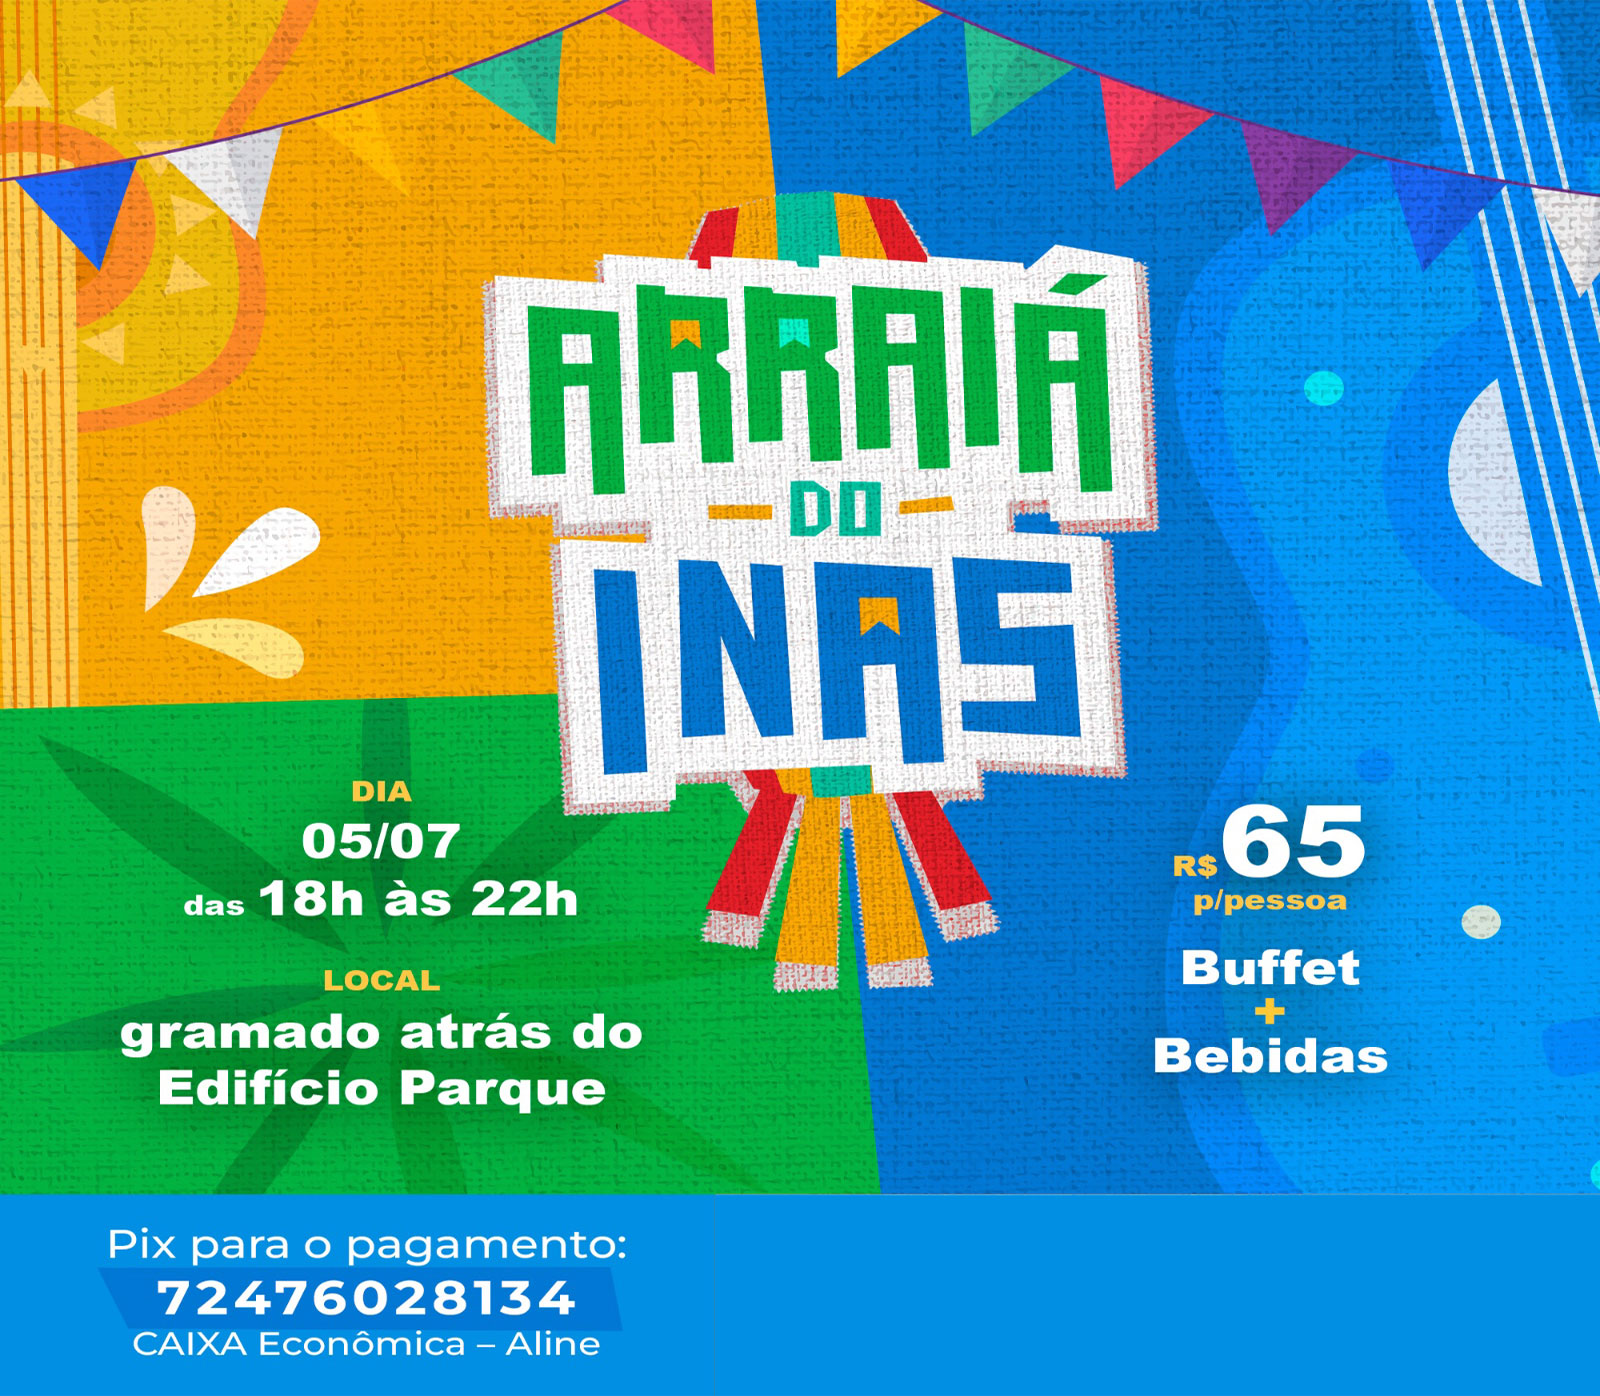 ARRAIÁ
DO
INAS
DIA
05/07
das 18h às 22h
LOCAL
gramado atrás do
Edifício Parque
R$65
p/pessoa
Buffet
+
Bebidas
Pix para o pagamento:
72476028134
CAIXA Econômica – Aline